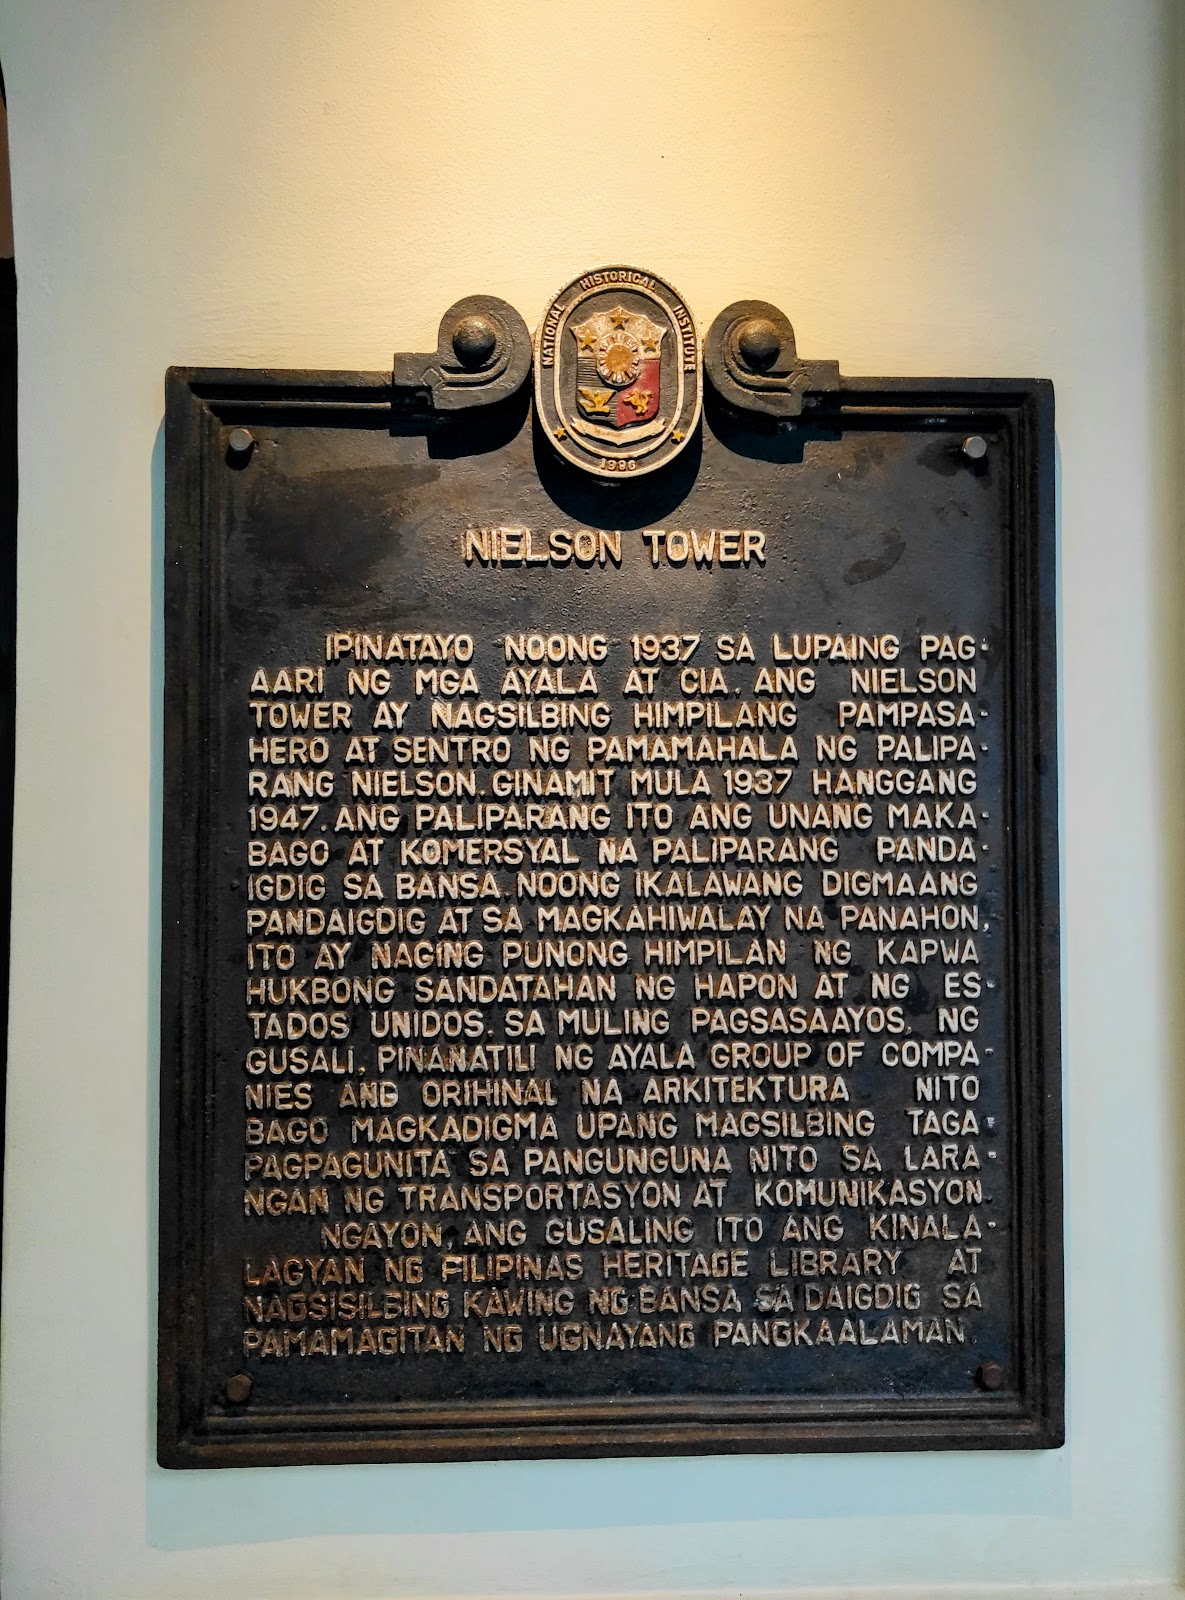 NATIONAL HISTORICAL INSTITUTE
1996
NIELSON TOWER
IPINATAYO NOONG 1937 SA LUPAING PAG-
AARI NG MGA AYALA AT CIA. ANG NIELSON
TOWER AY NAGSILBING HIMPILANG PAMPASA-
HERO AT SENTRO NG PAMAMAHALA NG PALIPA-
RANG NIELSON. GINAMIT MULA 1937 HANGGANG
1947. ANG PALIPARANG ITO ANG UNANG MAKA-
BAGO AT KOMERSYAL NA PALIPARANG PANDA-
IGDIG SA BANSA. NOONG IKALAWANG DIGMAANG
PANDAIGDIG AT SA MAGKAHIWALAY NA PANAHON,
ITO AY NAGING PUNONG HIMPILAN NG KAPWA
HUKBONG SANDATAHAN NG HAPON AT NG ES-
TADOS UNIDOS. SA MULING PAGSASAAYOS, NG
GUSALI, PINANATILI NG AYALA GROUP OF COMPA-
NIES ANG ORIHINAL NA ARKITEKTURA NITO
BAGO MAGKADIGMA UPANG MAGSILBING TAGA-
PAGPAGUNITA SA PANGUNGUNA NITO SA LARA-
NGAN NG TRANSPORTASYON AT KOMUNIKASYON.
NGAYON, ANG GUSALING ITO ANG KINALA-
LAGYAN NG FILIPINAS HERITAGE LIBRARY AT
NAGSISILBING KAWING NG BANSA SA DAIGDIG SA
PAMAMAGITAN NG UGNAYANG PANGKAALAMAN.